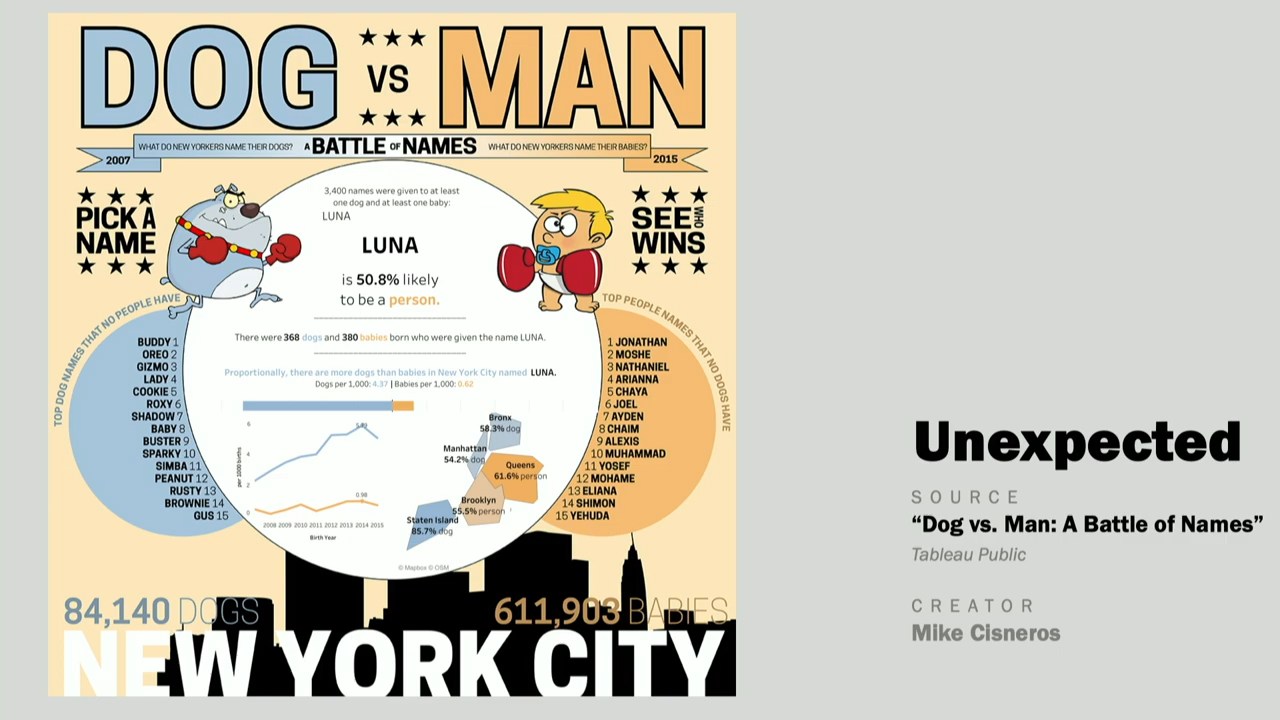 DOG
★★★
VS
★★★
MAN
WHAT DO NEW YORKERS NAME THEIR DOGS?
A BATTLE OF NAMES
WHAT DO NEW YORKERS NAME THEIR BABIES?
2007
2015
★★★
PICK A
NAME
★★★
★★★
SEE WHO
WINS
★★★
3,400 names were given to at least
one dog and at least one baby:
LUNA
LUNA
is 50.8% likely
to be a person.
There were 368 dogs and 380 babies born who were given the name LUNA.
Proportionally, there are more dogs than babies in New York City named LUNA.
Dogs per 1,000: 4.37 | Babies per 1,000: 0.62
TOP DOG NAMES THAT NO PEOPLE HAVE
BUDDY 1
OREO 2
GIZMO 3
LADY 4
COOKIE 5
ROXY 6
SHADOW 7
BABY 8
BUSTER 9
SPARKY 10
SIMBA 11
PEANUT 12
RUSTY 13
BROWNIE 14
GUS 15
TOP PEOPLE NAMES THAT NO DOGS HAVE
1 JONATHAN
2 MOSHE
3 NATHANIEL
4 ARIANNA
5 CHAYA
6 JOEL
7 AYDEN
8 CHAIM
9 ALEXIS
10 MUHAMMAD
11 YOSEF
12 MOHAME
13 ELIANA
14 SHIMON
15 YEHUDA
6
4
2
0
per 1000 births
0.98
2008 2009 2010 2011 2012 2013 2014 2015
Birth Year
Bronx
58.3% dog
Manhattan
54.2% dog
Queens
61.6% person
Brooklyn
55.5% person
Staten Island
85.7% dog
© Mapbox © OSM
84,140 DOGS
611,903 BABIES
NEW YORK CITY
Unexpected
SOURCE
“Dog vs. Man: A Battle of Names”
Tableau Public
CREATOR
Mike Cisneros